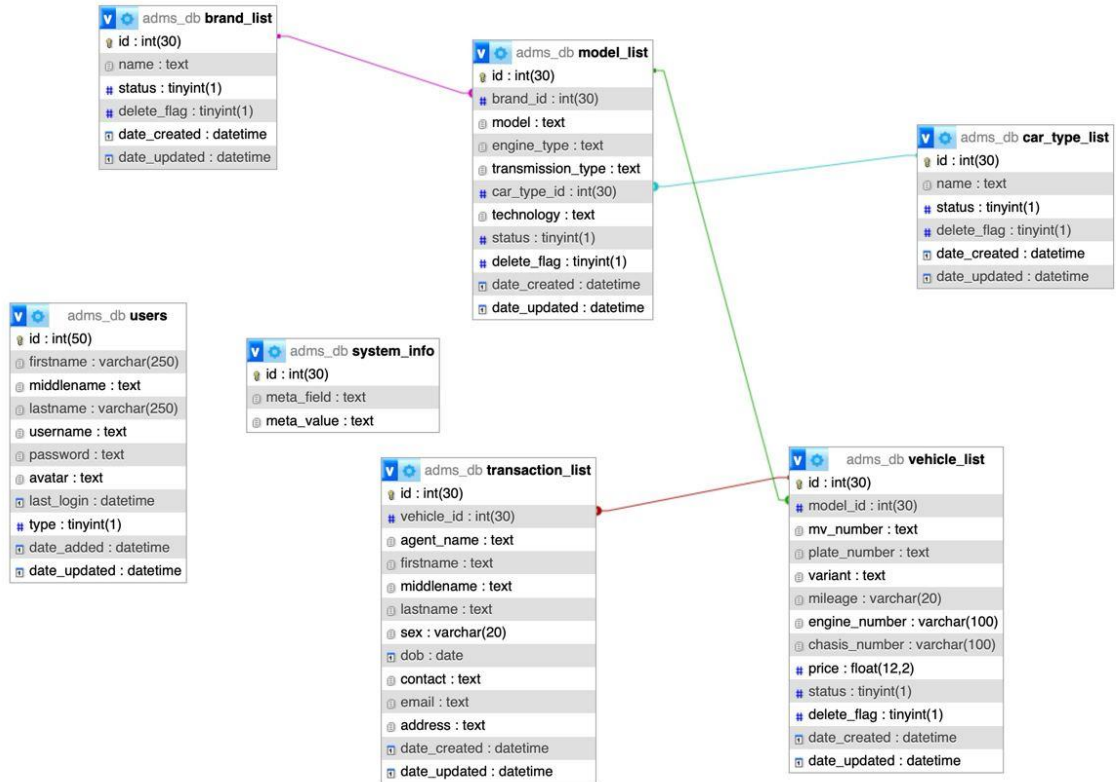 adms_db brand_list
id : int(30)
name : text
status : tinyint(1)
delete_flag : tinyint(1)
date_created : datetime
date_updated : datetime
adms_db model_list
id : int(30)
brand_id : int(30)
model : text
engine_type : text
transmission_type : text
car_type_id : int(30)
technology : text
status : tinyint(1)
delete_flag : tinyint(1)
date_created : datetime
date_updated : datetime
adms_db car_type_list
id : int(30)
name : text
status : tinyint(1)
delete_flag : tinyint(1)
date_created : datetime
date_updated : datetime
adms_db users
id : int(50)
firstname : varchar(250)
middlename : text
lastname : varchar(250)
username : text
password : text
avatar : text
last_login : datetime
type : tinyint(1)
date_added : datetime
date_updated : datetime
adms_db system_info
id : int(30)
meta_field : text
meta_value : text
adms_db transaction_list
id : int(30)
vehicle_id : int(30)
agent_name : text
firstname : text
middlename : text
lastname : text
sex : varchar(20)
dob : date
contact : text
email : text
address : text
date_created : datetime
date_updated : datetime
adms_db vehicle_list
id : int(30)
model_id : int(30)
mv_number : text
plate_number : text
variant : text
mileage : varchar(20)
engine_number : varchar(100)
chasis_number : varchar(100)
price : float(12,2)
status : tinyint(1)
delete_flag : tinyint(1)
date_created : datetime
date_updated : datetime